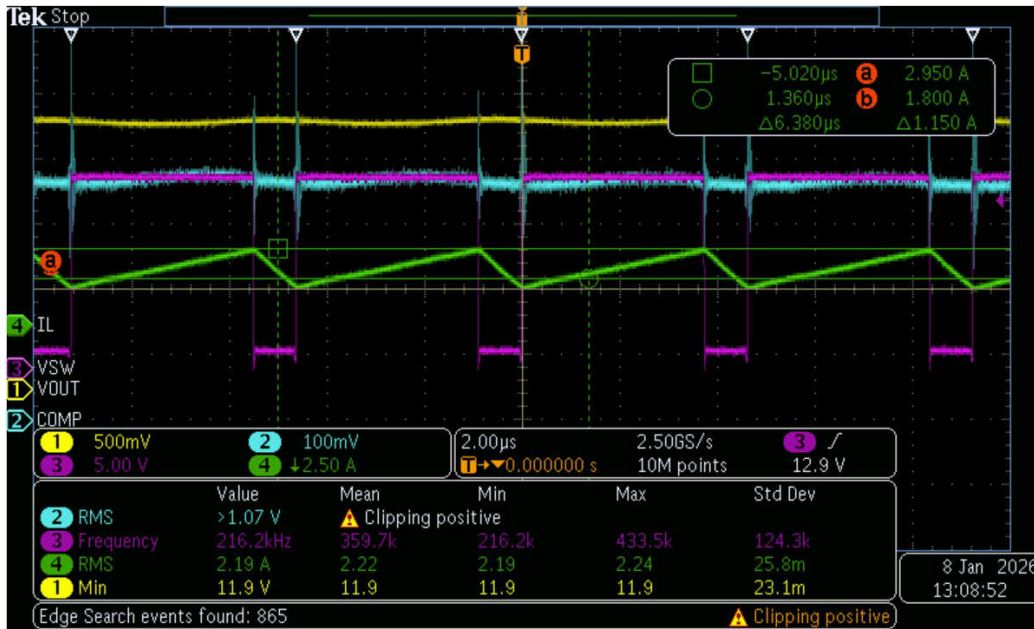 Tek Stop
T
T
-5.020µs a 2.950 A
1.360µs b 1.800 A
Δ6.380µs Δ1.150 A
a
4 IL
3 VSW
1 VOUT
2 COMP
1 500mV 2 100mV
3 5.00 V 4 ↓2.50 A
2.00µs 2.50GS/s 3
T→▼0.000000 s 10M points 12.9 V
Value Mean Min Max Std Dev
2 RMS >1.07 V ⚠ Clipping positive
3 Frequency 216.2kHz 359.7k 216.2k 433.5k 124.3k
4 RMS 2.19 A 2.22 2.19 2.24 25.8m
1 Min 11.9 V 11.9 11.9 11.9 23.1m
8 Jan 2026
13:08:52
Edge Search events found: 865 ⚠ Clipping positive